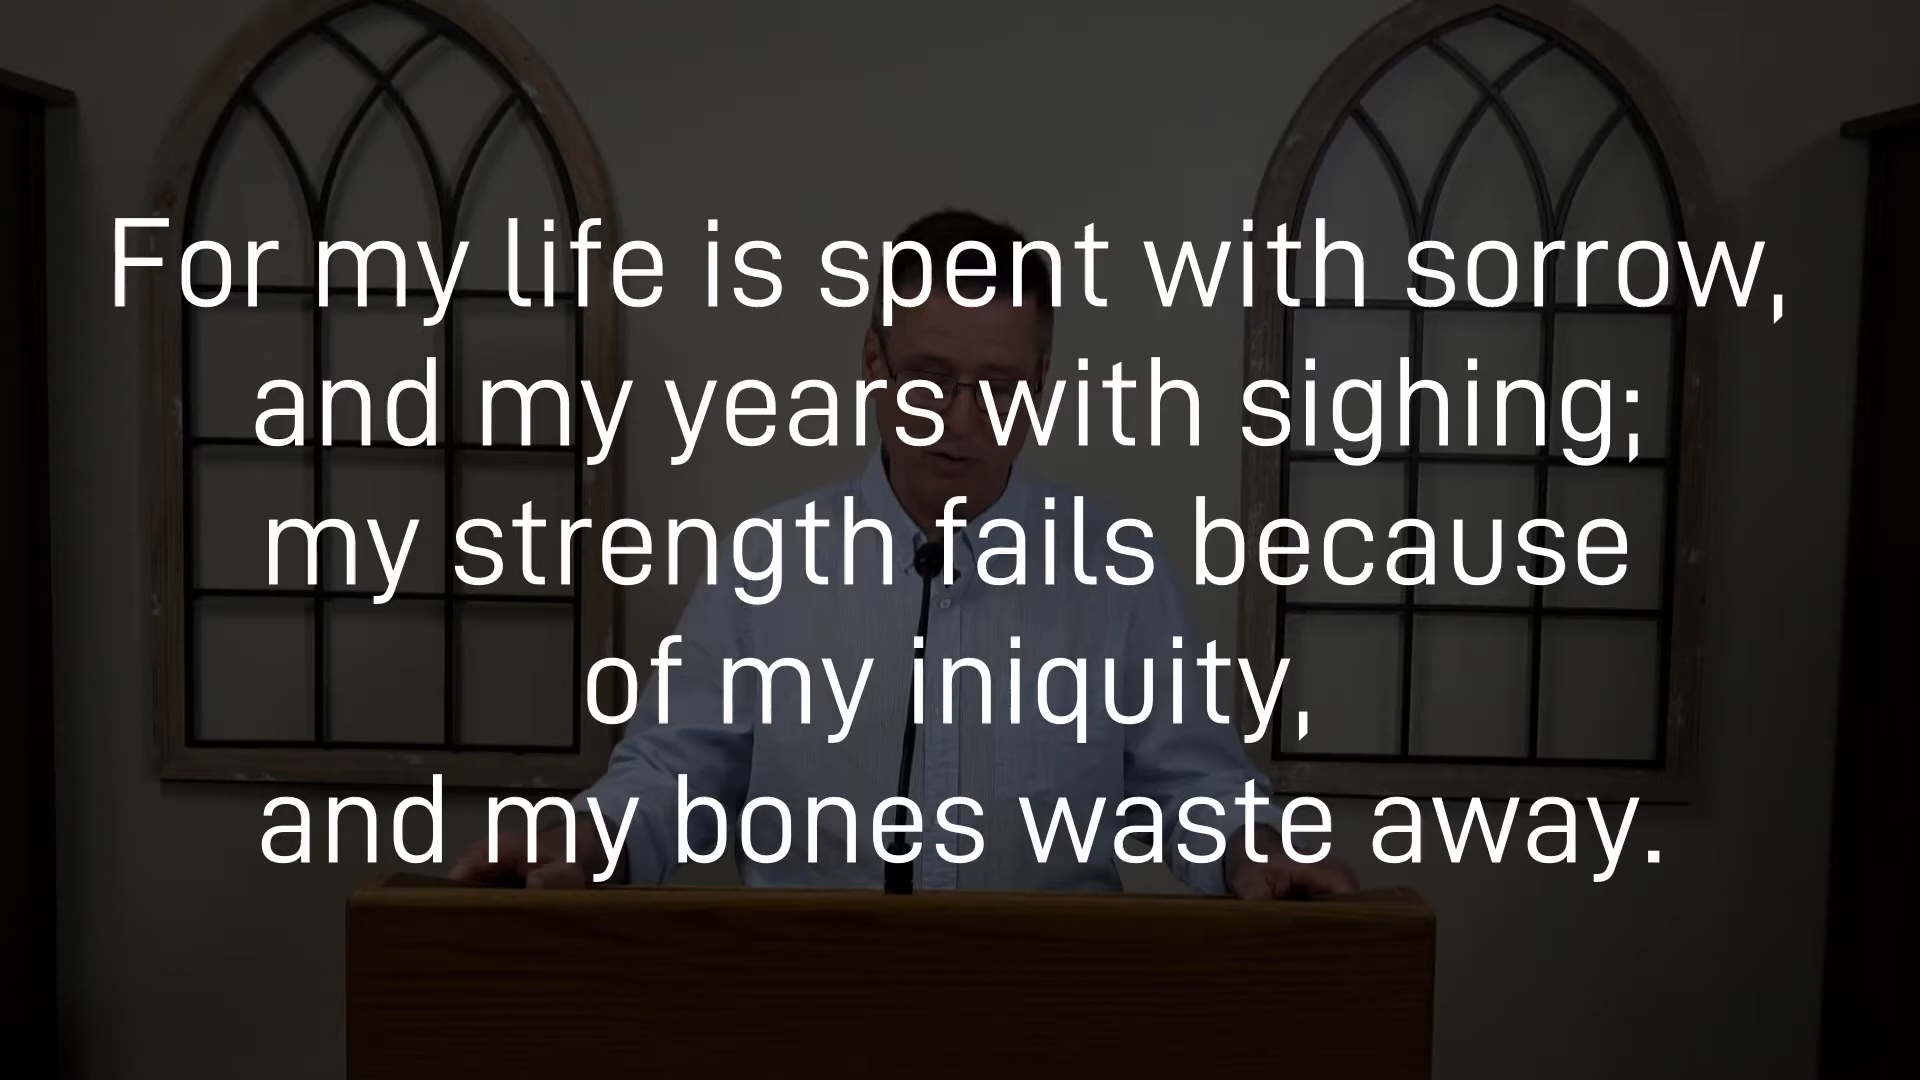 For my life is spent with sorrow,
and my years with sighing;
my strength fails because
of my iniquity,
and my bones waste away.